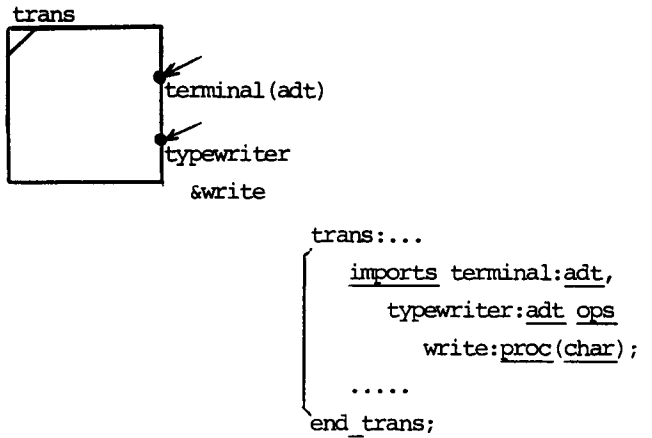 trans
terminal(adt)
typewriter
&write
trans:...
imports terminal:adt,
typewriter:adt ops
write:proc(char);
.....
end_trans;